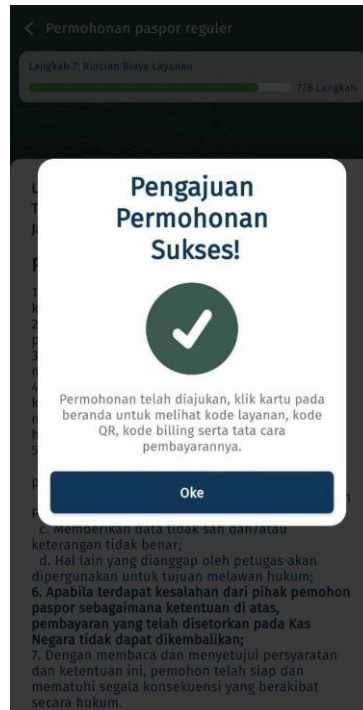 Permohonan paspor reguler
Langkah 7: Rincian Biaya Layanan
7/8 Langkah
Pengajuan
Permohonan
Sukses!
Permohonan telah diajukan, klik kartu pada
beranda untuk melihat kode layanan, kode
QR, kode billing serta tata cara
pembayarannya.
Oke
c. Memberikan data tidak sah dan/atau
keterangan tidak benar;
d. Hal lain yang dianggap oleh petugas akan
dipergunakan untuk tujuan melawan hukum;
6. Apabila terdapat kesalahan dari pihak pemohon
paspor sebagaimana ketentuan di atas,
pembayaran yang telah disetorkan pada Kas
Negara tidak dapat dikembalikan;
7. Dengan membaca dan menyetujui persyaratan
dan ketentuan ini, pemohon telah siap dan
mematuhi segala konsekuensi yang berakibat
secara hukum.